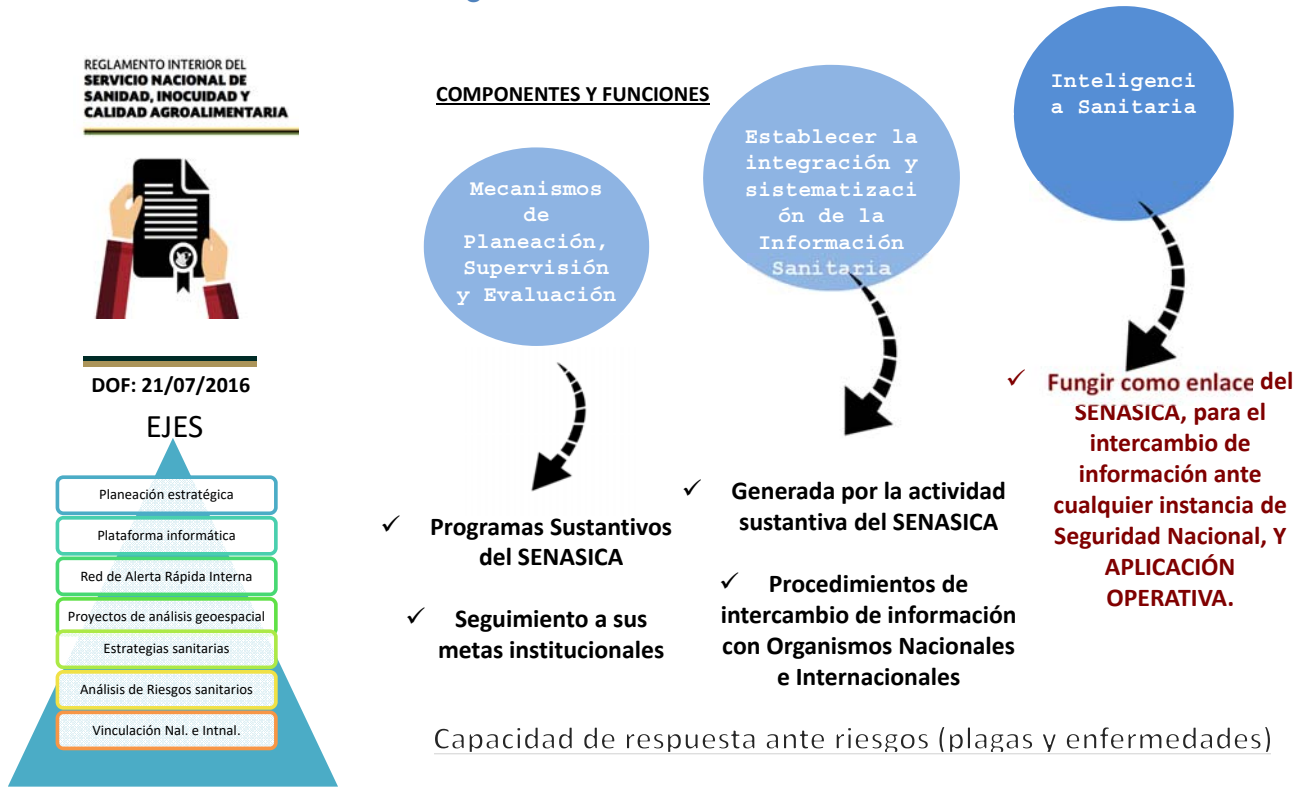 REGLAMENTO INTERIOR DEL
SERVICIO NACIONAL DE
SANIDAD, INOCUIDAD Y
CALIDAD AGROALIMENTARIA
DOF: 21/07/2016
EJES
Planeación estratégica
Plataforma informática
Red de Alerta Rápida Interna
Proyectos de análisis geoespacial
Estrategias sanitarias
Análisis de Riesgos sanitarios
Vinculación Nal. e Intnal.
COMPONENTES Y FUNCIONES
Mecanismos
de
Planeación,
Supervisión
y Evaluación
✓ Programas Sustantivos
del SENASICA
✓ Seguimiento a sus
metas institucionales
Establecer la
integración y
sistematizaci
ón de la
Información
Sanitaria
✓ Generada por la actividad
sustantiva del SENASICA
✓ Procedimientos de
intercambio de información
con Organismos Nacionales
e Internacionales
Inteligenci
a Sanitaria
✓ Fungir como enlace del
SENASICA, para el
intercambio de
información ante
cualquier instancia de
Seguridad Nacional, Y
APLICACIÓN
OPERATIVA.
Capacidad de respuesta ante riesgos (plagas y enfermedades)